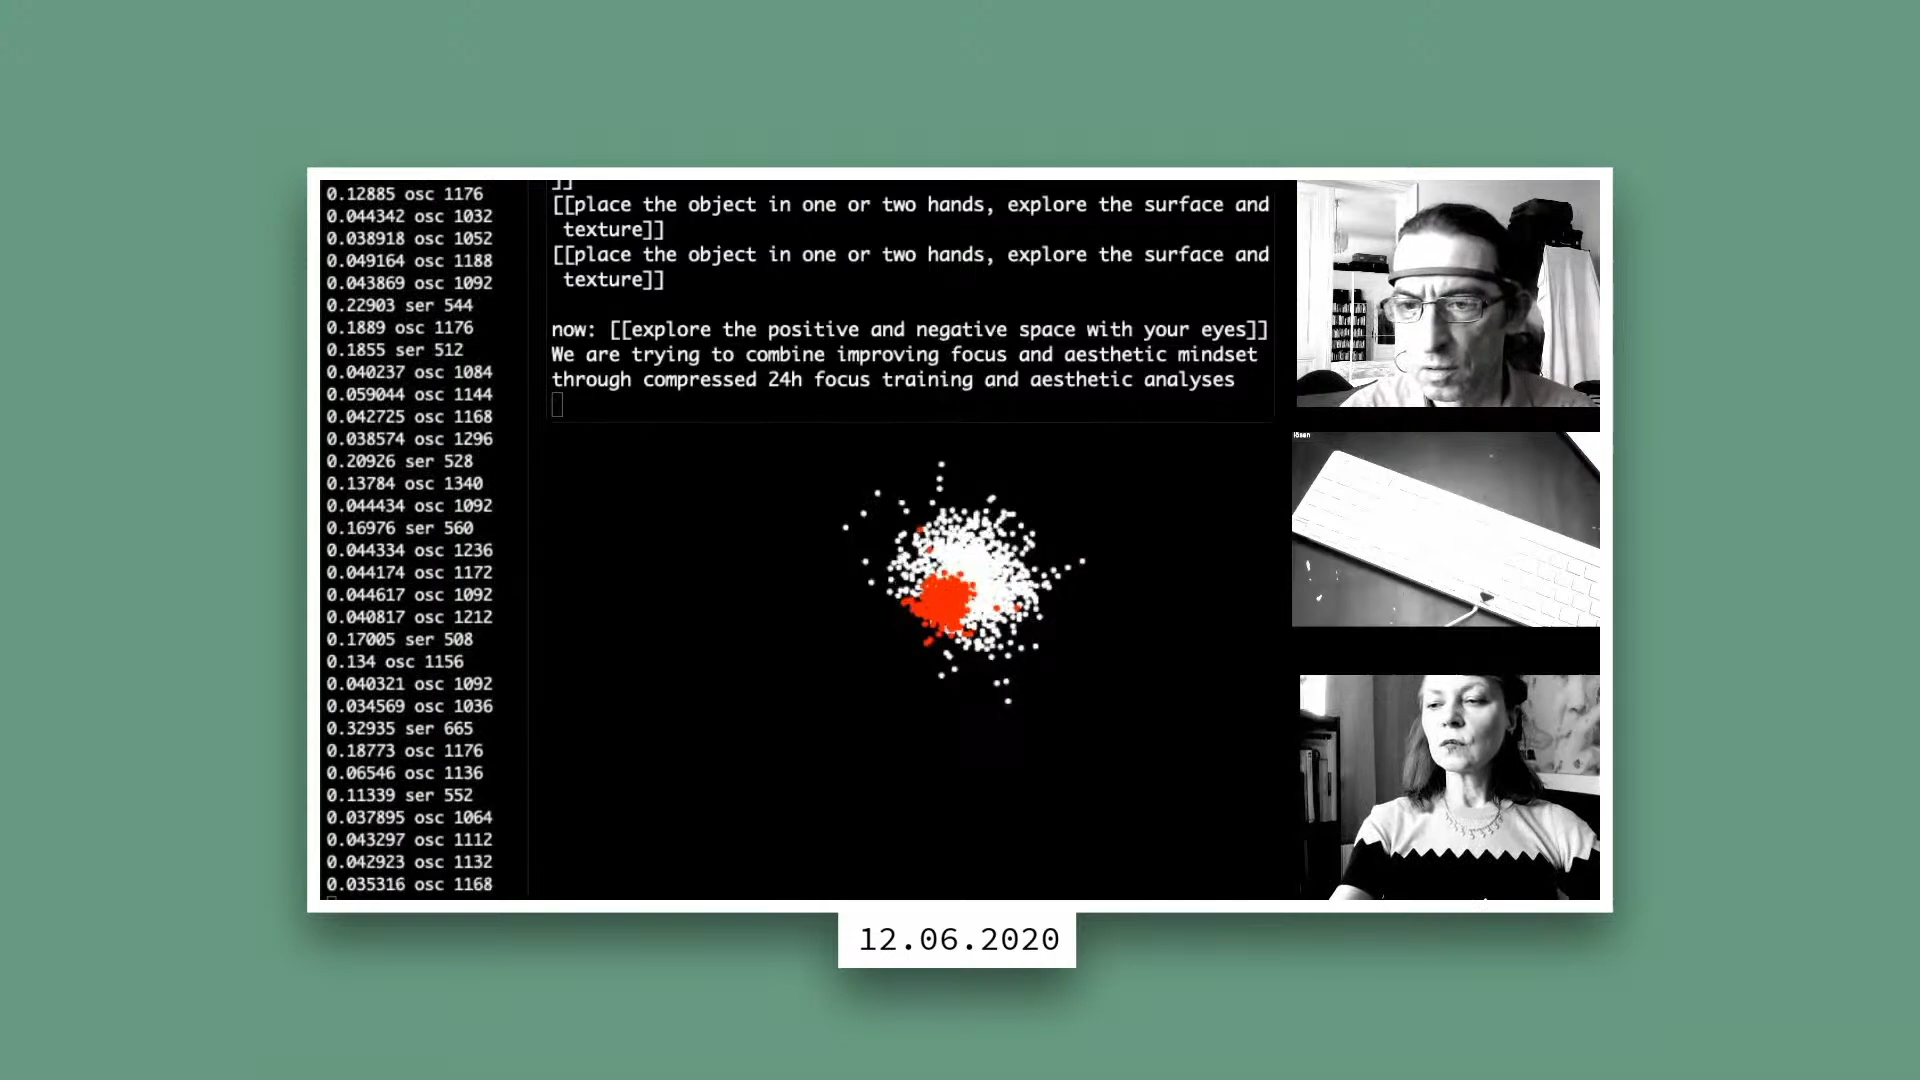 0.12885 osc 1176
0.044342 osc 1032
0.038918 osc 1052
0.049164 osc 1188
0.043869 osc 1092
0.22903 ser 544
0.1889 osc 1176
0.1855 ser 512
0.040237 osc 1084
0.059044 osc 1144
0.042725 osc 1168
0.038574 osc 1296
0.20926 ser 528
0.13784 osc 1340
0.044434 osc 1092
0.16976 ser 560
0.044334 osc 1236
0.044174 osc 1172
0.044617 osc 1092
0.040817 osc 1212
0.17005 ser 508
0.134 osc 1156
0.040321 osc 1092
0.034569 osc 1036
0.32935 ser 665
0.18773 osc 1176
0.06546 osc 1136
0.11339 ser 552
0.037895 osc 1064
0.043297 osc 1112
0.042923 osc 1132
0.035316 osc 1168
]]
[[place the object in one or two hands, explore the surface and
texture]]
[[place the object in one or two hands, explore the surface and
texture]]
now: [[explore the positive and negative space with your eyes]]
We are trying to combine improving focus and aesthetic mindset
through compressed 24h focus training and aesthetic analyses
12.06.2020